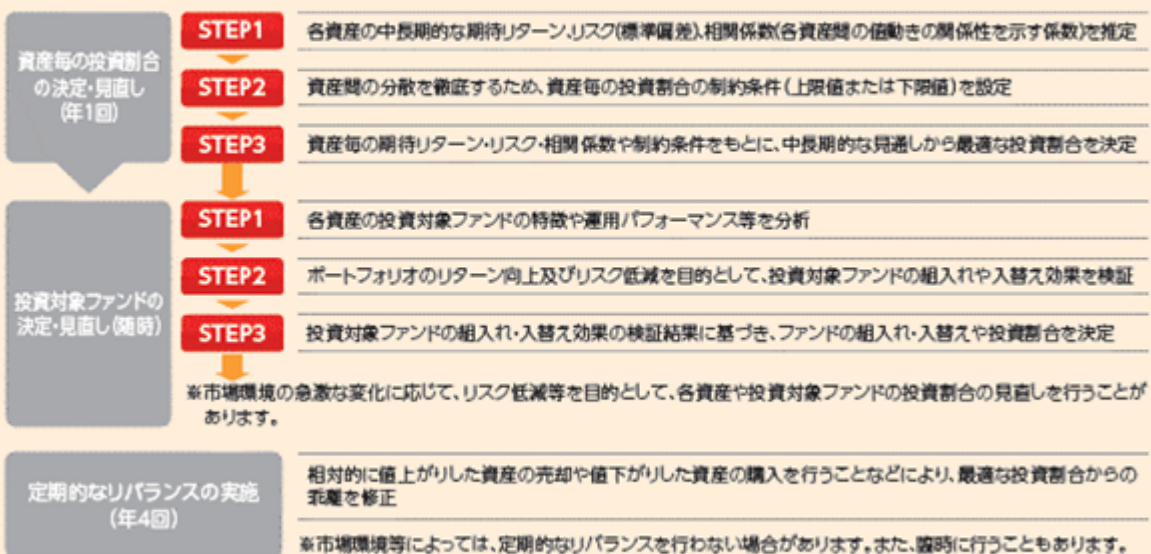 資産毎の投資割合
の決定・見直し
(年1回)
STEP1
各資産の中長期的な期待リターン、リスク(標準偏差)、相関係数(各資産間の値動きの関係性を示す係数)を推定
STEP2
資産間の分散を徹底するため、資産毎の投資割合の制約条件(上限値または下限値)を設定
STEP3
資産毎の期待リターン・リスク・相関係数や制約条件をもとに、中長期的な見通しから最適な投資割合を決定
投資対象ファンドの
決定・見直し(随時)
STEP1
各資産の投資対象ファンドの特徴や運用パフォーマンス等を分析
STEP2
ポートフォリオのリターン向上及びリスク低減を目的として、投資対象ファンドの組入れや入替え効果を検証
STEP3
投資対象ファンドの組入れ・入替え効果の検証結果に基づき、ファンドの組入れ・入替えや投資割合を決定
※市場環境の急激な変化に応じて、リスク低減等を目的として、各資産や投資対象ファンドの投資割合の見直しを行うことが
あります。
定期的なリバランスの実施
(年4回)
相対的に値上がりした資産の売却や値下がりした資産の購入を行うことなどにより、最適な投資割合からの
乖離を修正
※市場環境等によっては、定期的なリバランスを行わない場合があります。また、臨時に行うこともあります。